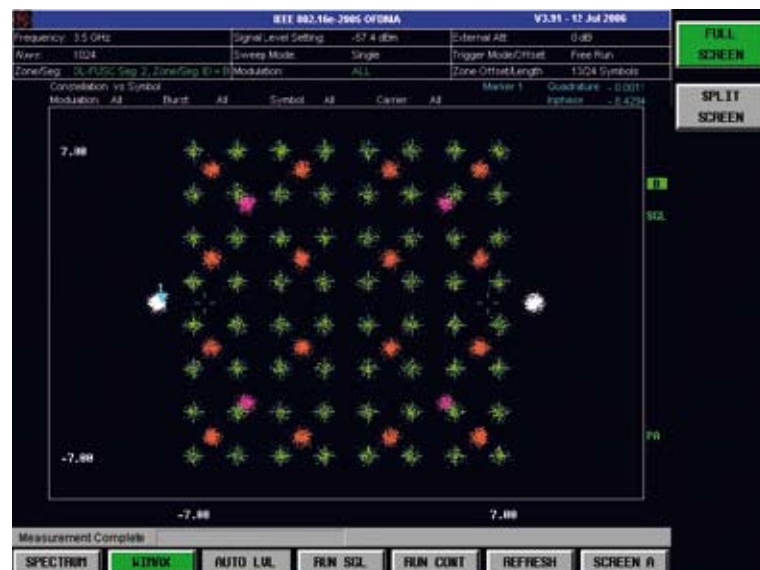 IEEE 802.16e-2005 OFDMA V3.91 - 12 Jul 2006
Frequency: 3.5 GHz Signal Level Setting: -57.4 dBm External Att: 0 dB
1024 Sweep Mode: Single Trigger Mode/Offset: Free Run
Zone/Seg: Modulation: ALL Zone Offset/Length 13/24 Symbols
Constellation vs Symbol Marker 1 Quadrature
Modulation All Burst: All Symbol All Carrier: All Inphase
7.00
-7.00
-7.00 7.00
FULL SCREEN
SPLIT SCREEN
SGL
Measurement Complete
SPECTRUM WIMAX AUTO LVL RUN SGL RUN CONT REFRESH SCREEN A